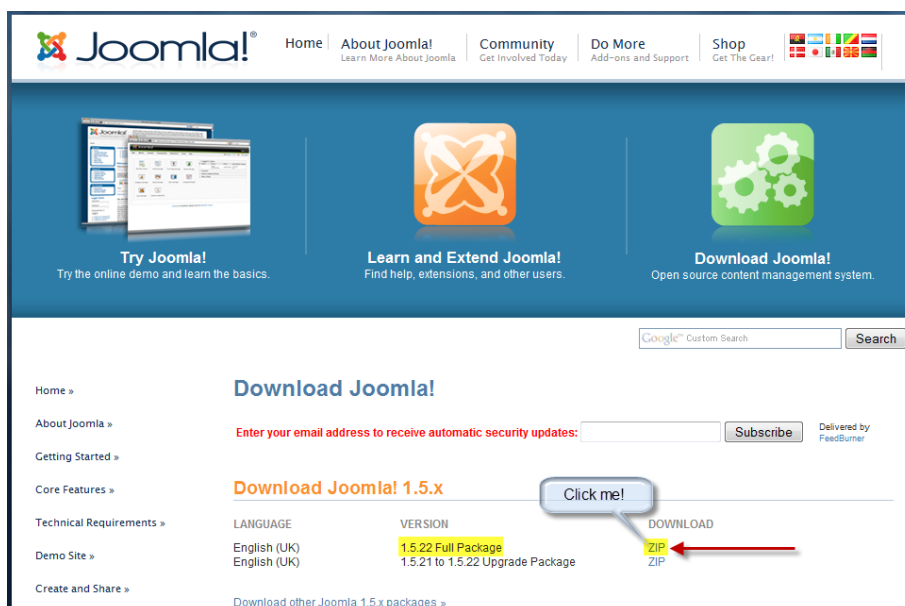 Joomla!®
Home
About Joomla!
Learn More About Joomla
Community
Get Involved Today
Do More
Add-ons and Support
Shop
Get The Gear!
Try Joomla!
Try the online demo and learn the basics.
Learn and Extend Joomla!
Find help, extensions, and other users.
Download Joomla!
Open source content management system.
Google™ Custom Search
Search
Home »
About Joomla »
Getting Started »
Core Features »
Technical Requirements »
Demo Site »
Create and Share »
Download Joomla!
Enter your email address to receive automatic security updates:
Subscribe
Delivered by
FeedBurner
Download Joomla! 1.5.x
Click me!
LANGUAGE VERSION DOWNLOAD
English (UK) 1.5.22 Full Package ZIP
English (UK) 1.5.21 to 1.5.22 Upgrade Package ZIP
Download other Joomla 1.5.x packages »